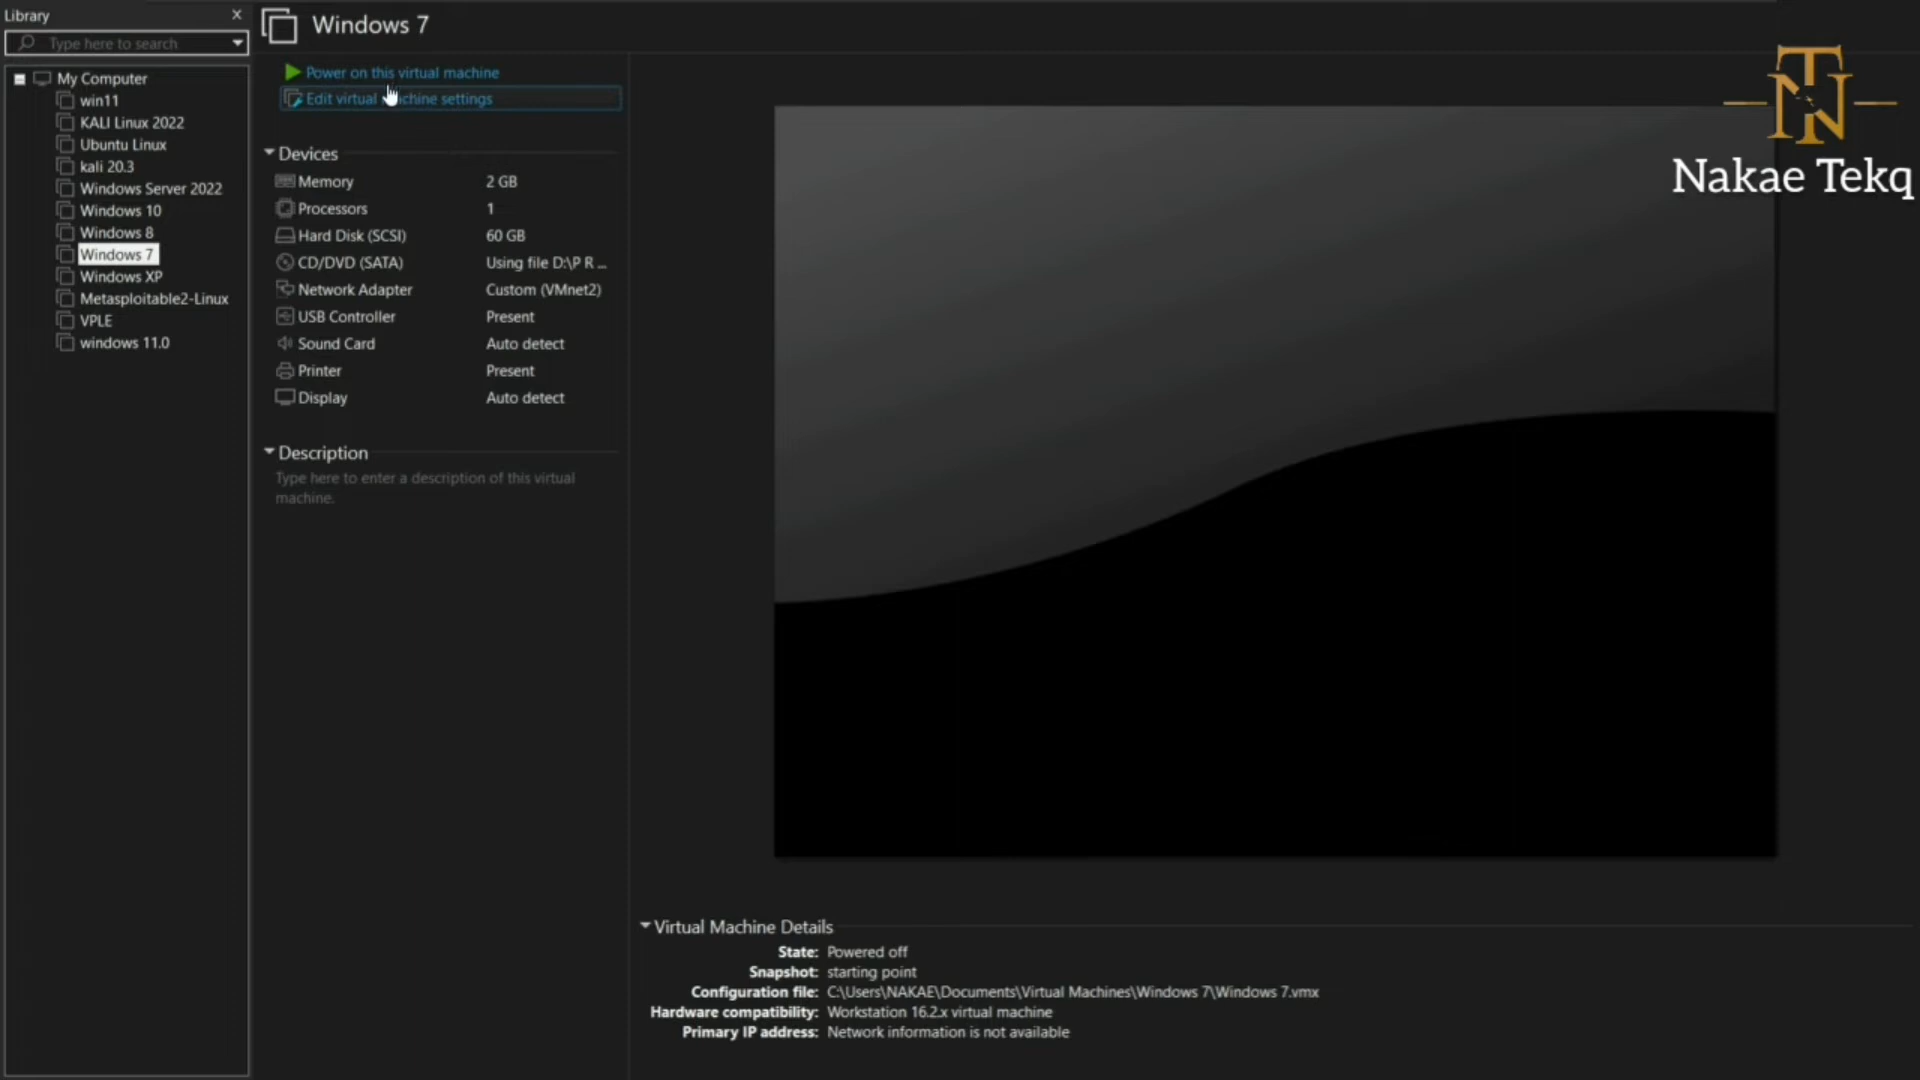 Library
Type here to search
My Computer
win11
KALI Linux 2022
Ubuntu Linux
kali 20.3
Windows Server 2022
Windows 10
Windows 8
Windows 7
Windows XP
Metasploitable2-Linux
VPLE
windows 11.0
Windows 7
Power on this virtual machine
Edit virtual machine settings
Devices
Memory 2 GB
Processors 1
Hard Disk (SCSI) 60 GB
CD/DVD (SATA) Using file D:\P R ...
Network Adapter Custom (VMnet2)
USB Controller Present
Sound Card Auto detect
Printer Present
Display Auto detect
Description
Type here to enter a description of this virtual
machine.
TN
Nakae Tekq
Virtual Machine Details
State: Powered off
Snapshot: starting point
Configuration file: C:\Users\NAKAE\Documents\Virtual Machines\Windows 7\Windows 7.vmx
Hardware compatibility: Workstation 16.2.x virtual machine
Primary IP address: Network information is not available